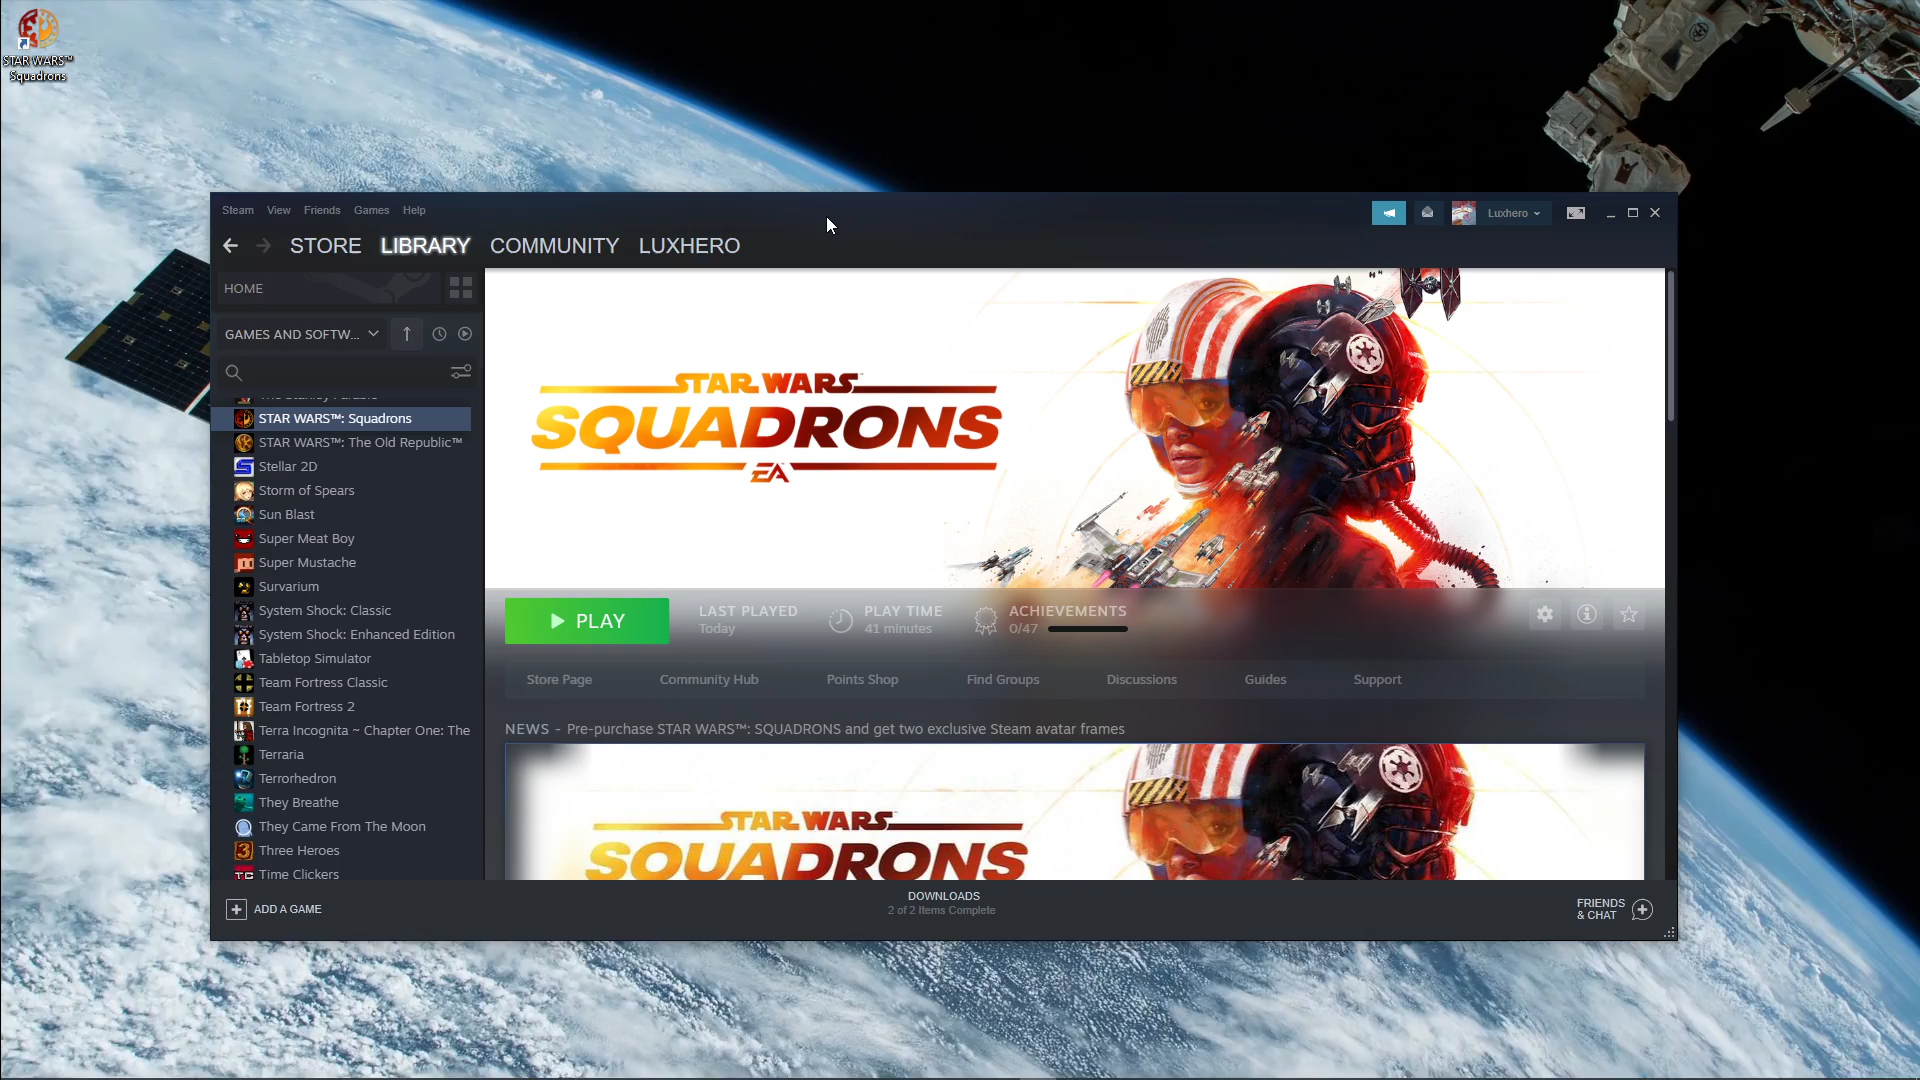 STAR WARS™
Squadrons
Steam View Friends Games Help
Luxhero
STORE LIBRARY COMMUNITY LUXHERO
HOME
GAMES AND SOFTW...
The Stanley Parable
STAR WARS™: Squadrons
STAR WARS™: The Old Republic™
Stellar 2D
Storm of Spears
Sun Blast
Super Meat Boy
Super Mustache
Survarium
System Shock: Classic
System Shock: Enhanced Edition
Tabletop Simulator
Team Fortress Classic
Team Fortress 2
Terra Incognita ~ Chapter One: The
Terraria
Terrorhedron
They Breathe
They Came From The Moon
Three Heroes
Time Clickers
STAR WARS™
SQUADRONS
EA
PLAY
LAST PLAYED
Today
PLAY TIME
41 minutes
ACHIEVEMENTS
0/47
Store Page Community Hub Points Shop Find Groups Discussions Guides Support
NEWS - Pre-purchase STAR WARS™: SQUADRONS and get two exclusive Steam avatar frames
STAR WARS™
SQUADRONS
ADD A GAME
DOWNLOADS
2 of 2 Items Complete
FRIENDS
& CHAT